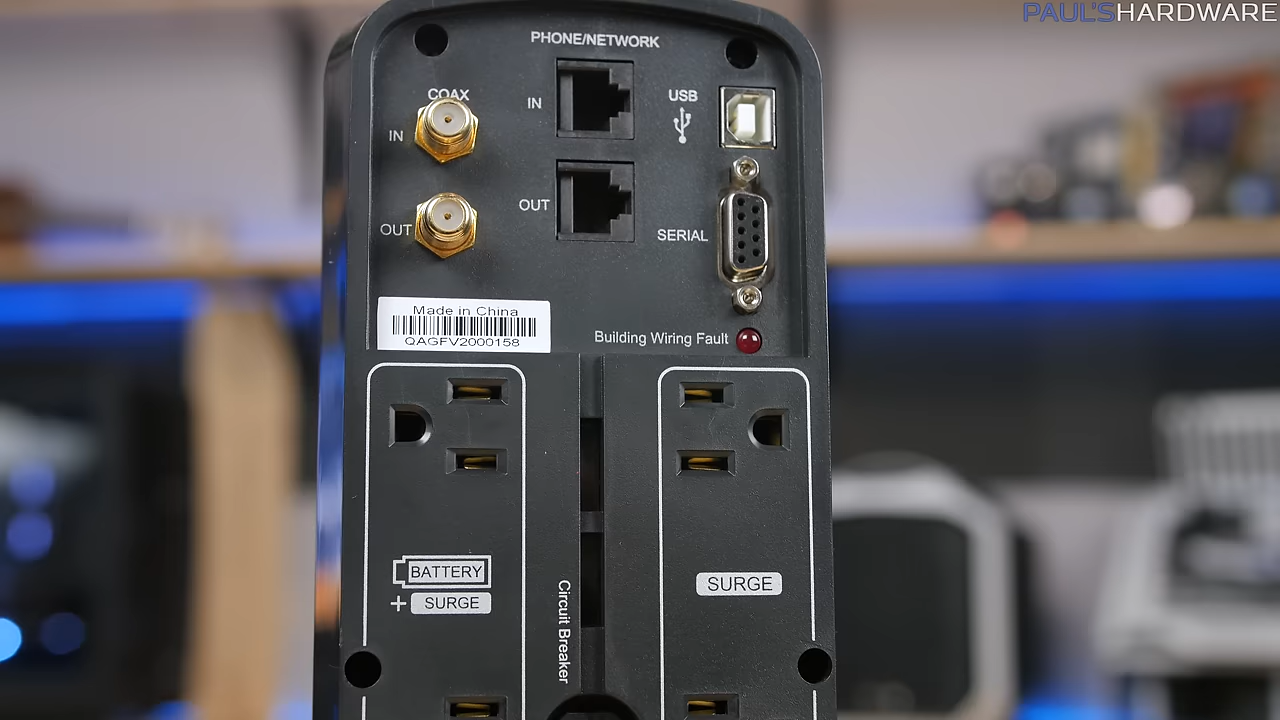 PAUL'SHARDWARE
PHONE/NETWORK
COAX
IN
USB
IN
OUT
OUT
SERIAL
Made in China
QAGFV2000158
Building Wiring Fault
BATTERY
+ SURGE
SURGE
Circuit Breaker